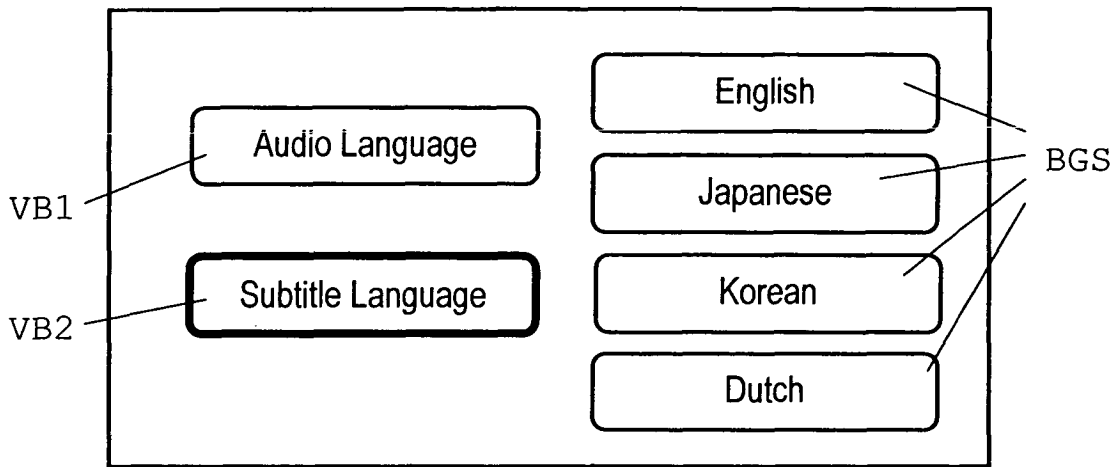 English
Audio Language
BGS
Japanese
VB1
Subtitle Language
Korean
VB2
Dutch